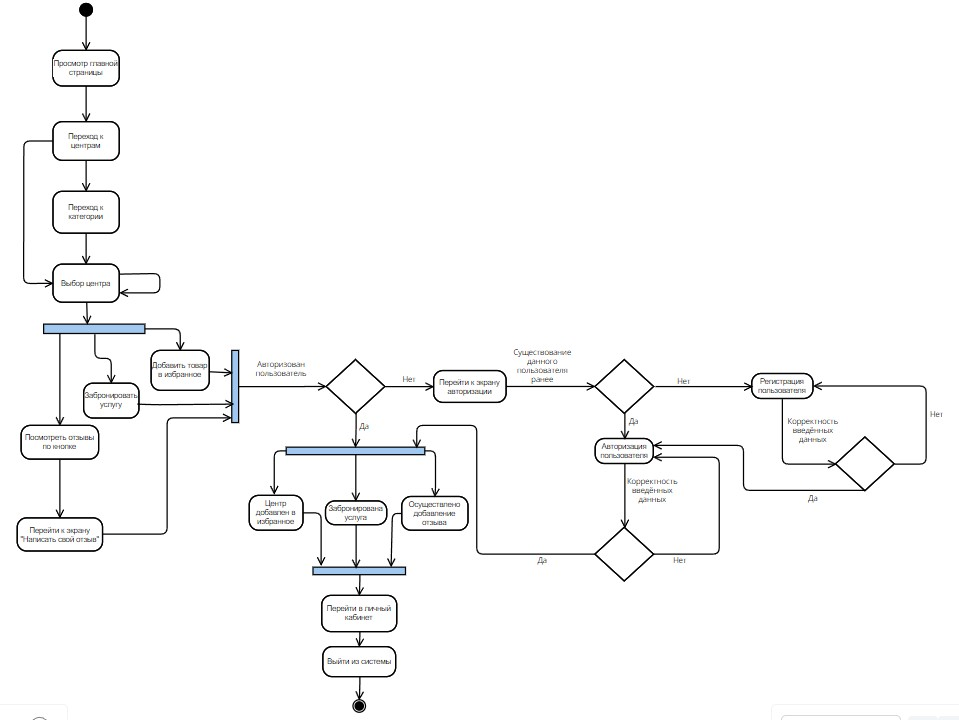 Просмотр главной
страницы
Переход к
центрам
Переход к
категории
Выбор центра
Добавить товар
в избранное
Забронировать
услугу
Посмотреть отзывы
по кнопке
Перейти к экрану
"Написать свой отзыв"
Авторизован
пользователь
Нет
Перейти к экрану
авторизации
Существование
данного
пользователя
ранее
Нет
Регистрация
пользователя
Нет
Корректность
введённых
данных
Да
Да
Авторизация
пользователя
Да
Корректность
введённых
данных
Да
Нет
Центр
добавлен в
избранное
Забронирована
услуга
Осуществлено
добавление
отзыва
Перейти в личный
кабинет
Выйти из системы